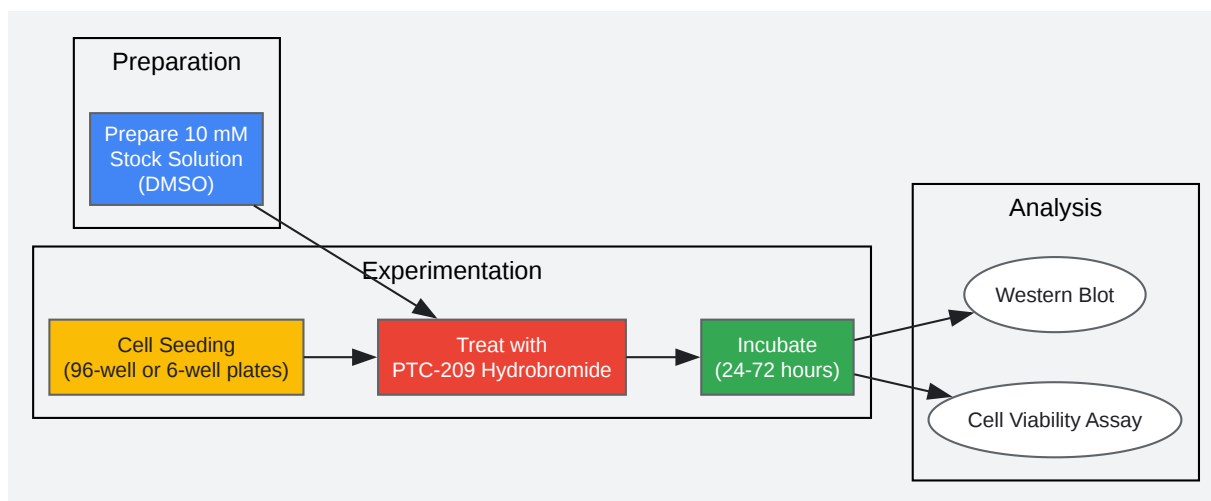 Preparation
Prepare 10 mM
Stock Solution
(DMSO)
Experimentation
Cell Seeding
(96-well or 6-well plates)
Treat with
PTC-209 Hydrobromide
Incubate
(24-72 hours)
Analysis
Western Blot
Cell Viability Assay